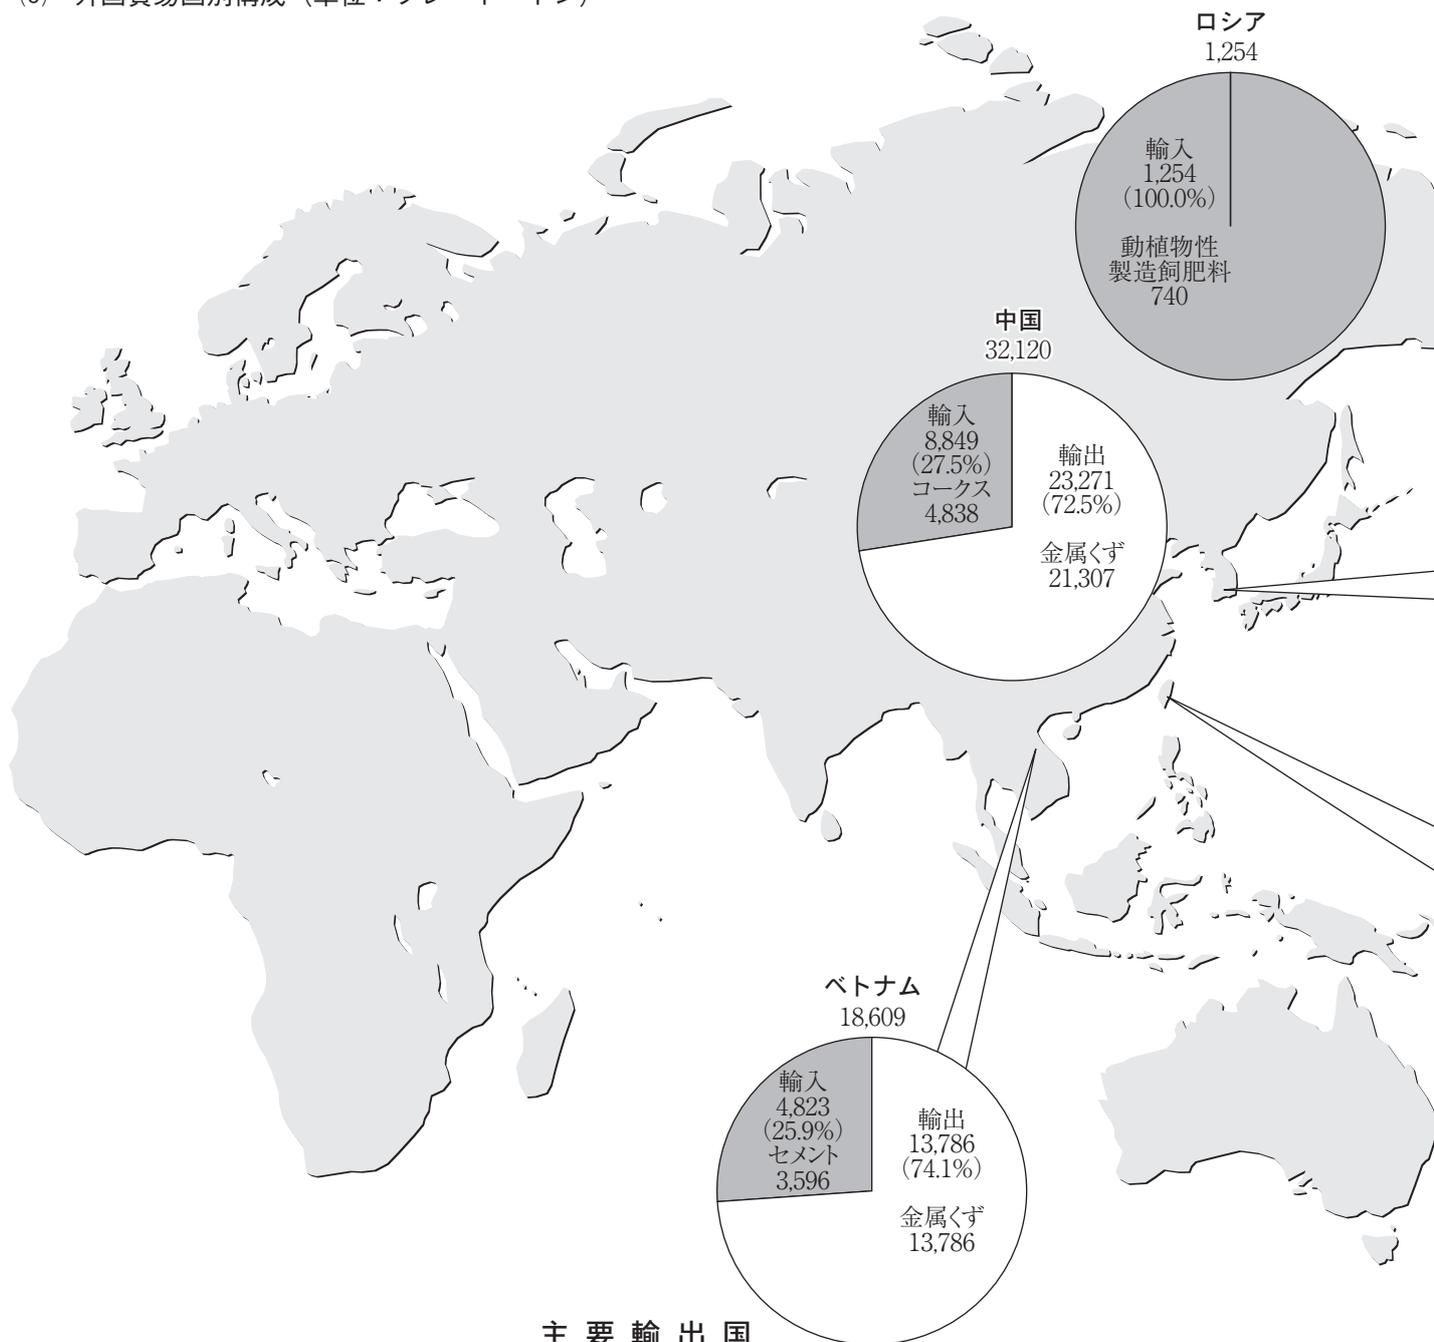 外国貿易国別構成（単位：フレート・トン）
ロシア
1,254
輸入
1,254
（100.0％）
動植物性
製造飼肥料
740
中国
32,120
輸入
8,849
（27.5％）
コークス
4,838
輸出
23,271
（72.5％）
金属くず
21,307
ベトナム
18,609
輸入
4,823
（25.9％）
セメント
3,596
輸出
13,786
（74.1％）
金属くず
13,786
主要輸出国